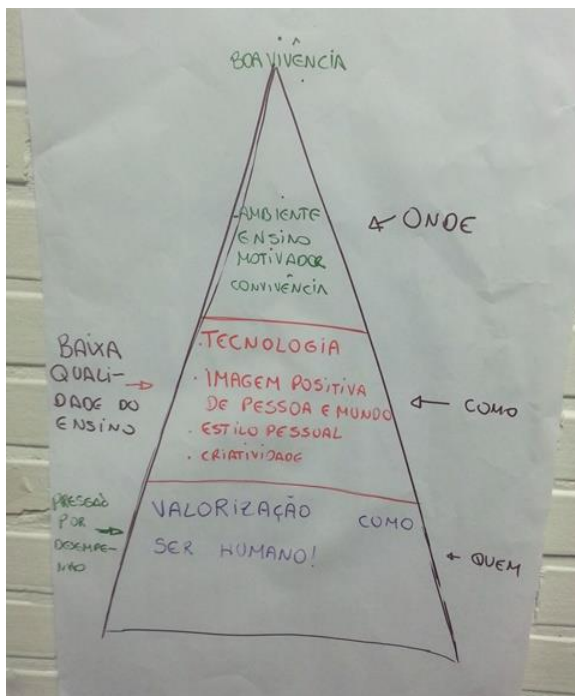 BOA VIVÊNCIA
.AMBIENTE
ENSINO
MOTIVADOR
CONVIVÊNCIA
ONDE
BAIXA
QUALI-
DADE DO
ENSINO
.TECNOLOGIA
. IMAGEM POSITIVA
DE PESSOA E MUNDO
. ESTILO PESSOAL
. CRIATIVIDADE
COMO
PRESSÃO
POR
DESEMPE-
VALORIZAÇÃO COMO
SER HUMANO!
QUEM